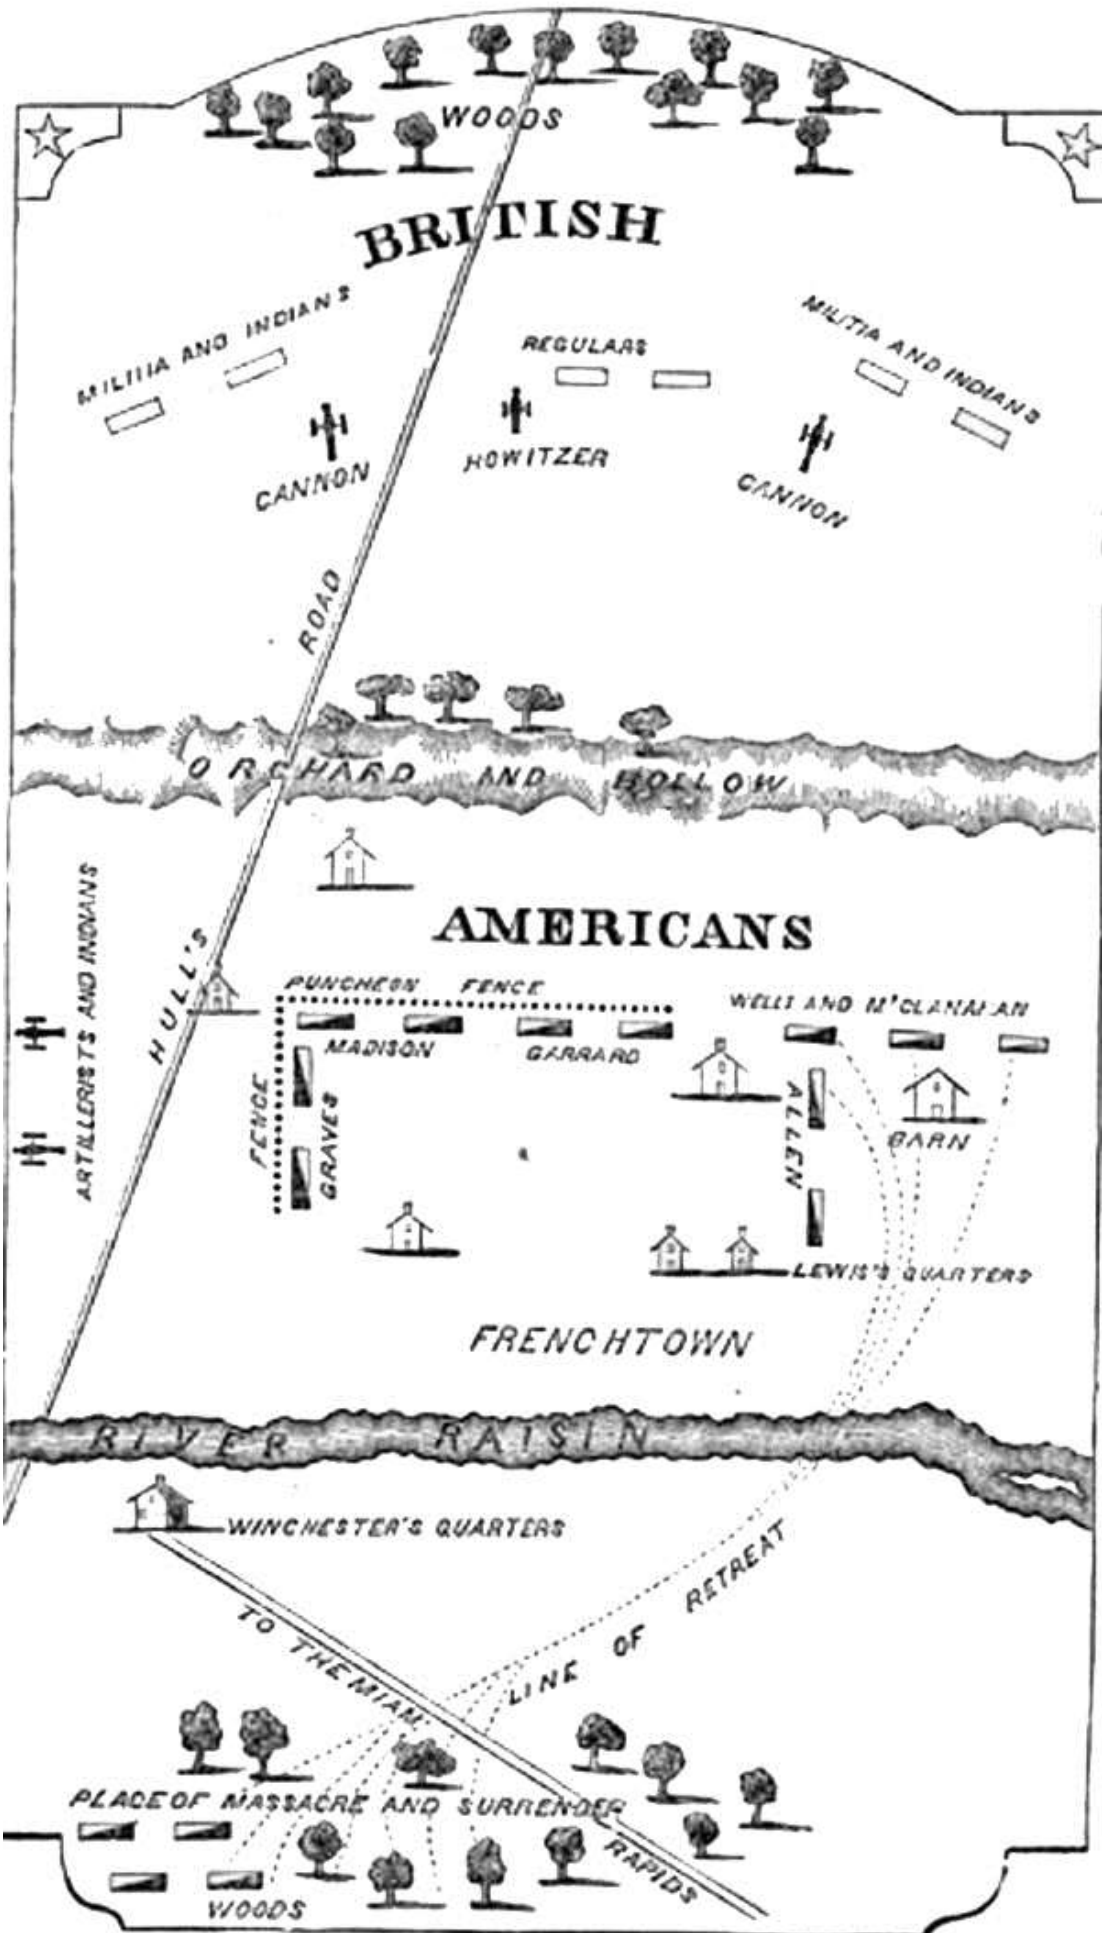 WOODS
BRITISH
MILITIA AND INDIANS
REGULARS
MILITIA AND INDIANS
CANNON
HOWITZER
CANNON
ROAD
ORCHARD AND HOLLOW
AMERICANS
ARTILLERISTS AND INDIANS
HULL'S
PUNCHEON FENCE
WELLS AND M'CLANAHAN
MADISON
GARRARD
FENCE
GRAVES
ALLEN
BARN
LEWIS'S QUARTERS
FRENCHTOWN
RIVER RAISIN
WINCHESTER'S QUARTERS
LINE OF RETREAT
TO THE MIAMI
PLACE OF MASSACRE AND SURRENDER
RAPIDS
WOODS